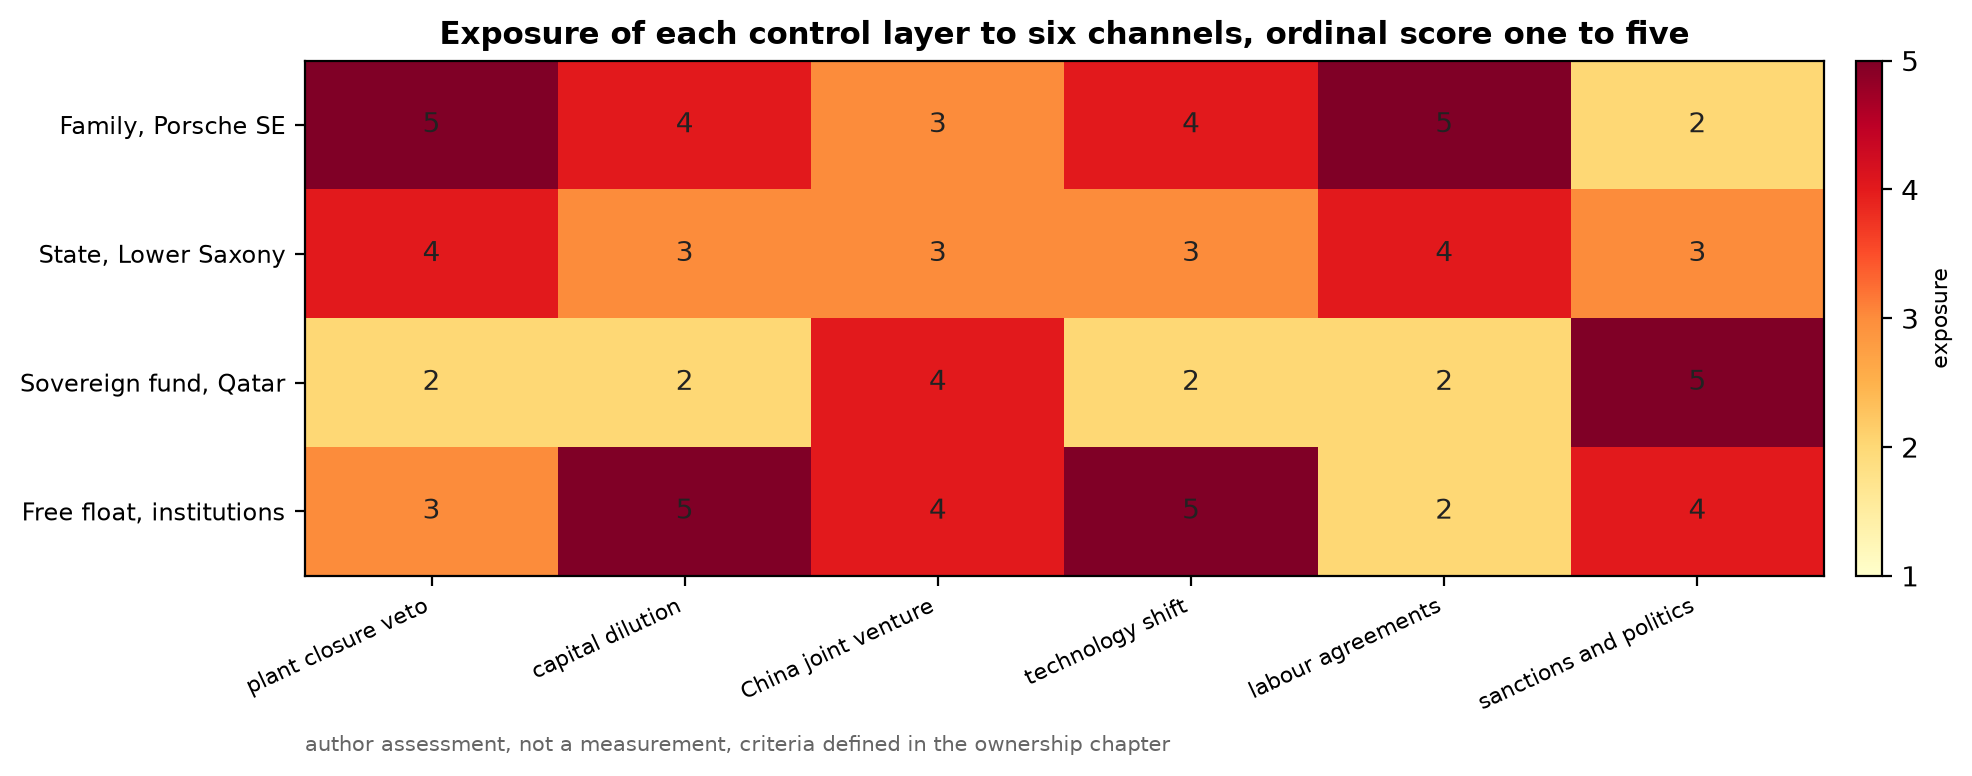 Exposure of each control layer to six channels, ordinal score one to five
Family, Porsche SE 5 4 3 4 5 2
State, Lower Saxony 4 3 3 3 4 3
Sovereign fund, Qatar 2 2 4 2 2 5
Free float, institutions 3 5 4 5 2 4
plant closure veto
capital dilution
China joint venture
technology shift
labour agreements
sanctions and politics
5
4
3
2
1
exposure
author assessment, not a measurement, criteria defined in the ownership chapter